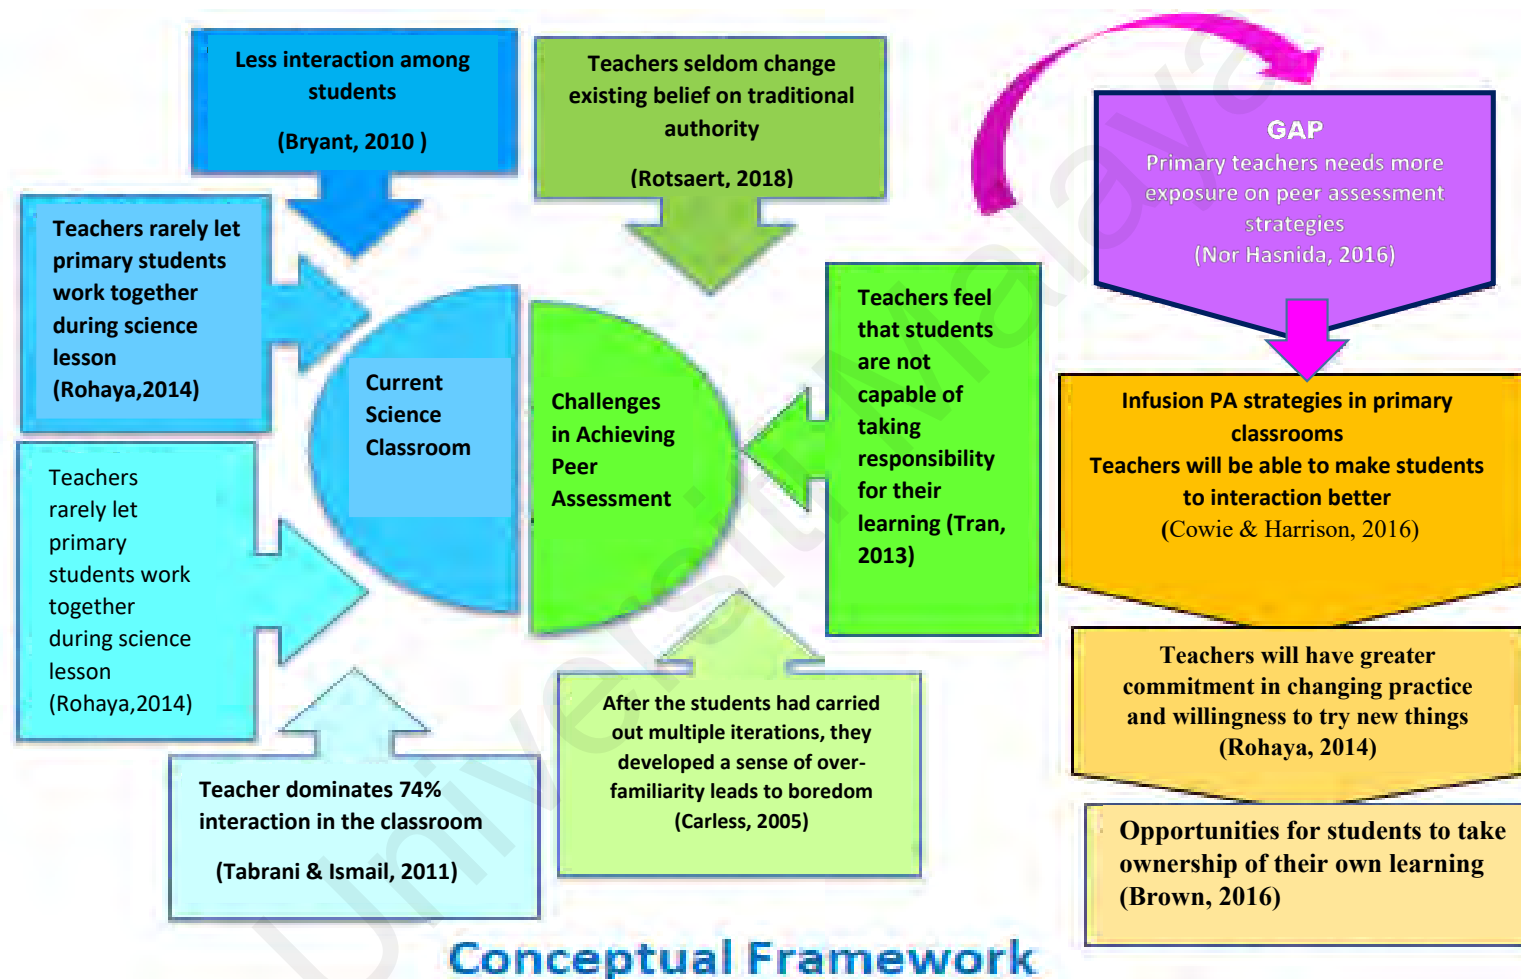 Less interaction among
students
(Bryant, 2010 )
Teachers seldom change
existing belief on traditional
authority
(Rotsaert, 2018)
GAP
Primary teachers needs more
exposure on peer assessment
strategies
(Nor Hasnida, 2016)
Teachers rarely let
primary students
work together
during science
lesson
(Rohaya,2014)
Current
Science
Classroom
Challenges
in Achieving
Peer
Assessment
Teachers feel
that students
are not
capable of
taking
responsibility
for their
learning (Tran,
2013)
Infusion PA strategies in primary
classrooms
Teachers will be able to make students
to interaction better
(Cowie & Harrison, 2016)
Teachers
rarely let
primary
students work
together
during science
lesson
(Rohaya,2014)
Teachers will have greater
commitment in changing practice
and willingness to try new things
(Rohaya, 2014)
Teacher dominates 74%
interaction in the classroom
(Tabrani & Ismail, 2011)
After the students had carried
out multiple iterations, they
developed a sense of over-
familiarity leads to boredom
(Carless, 2005)
Opportunities for students to take
ownership of their own learning
(Brown, 2016)
Conceptual Framework
Universiti Malaya